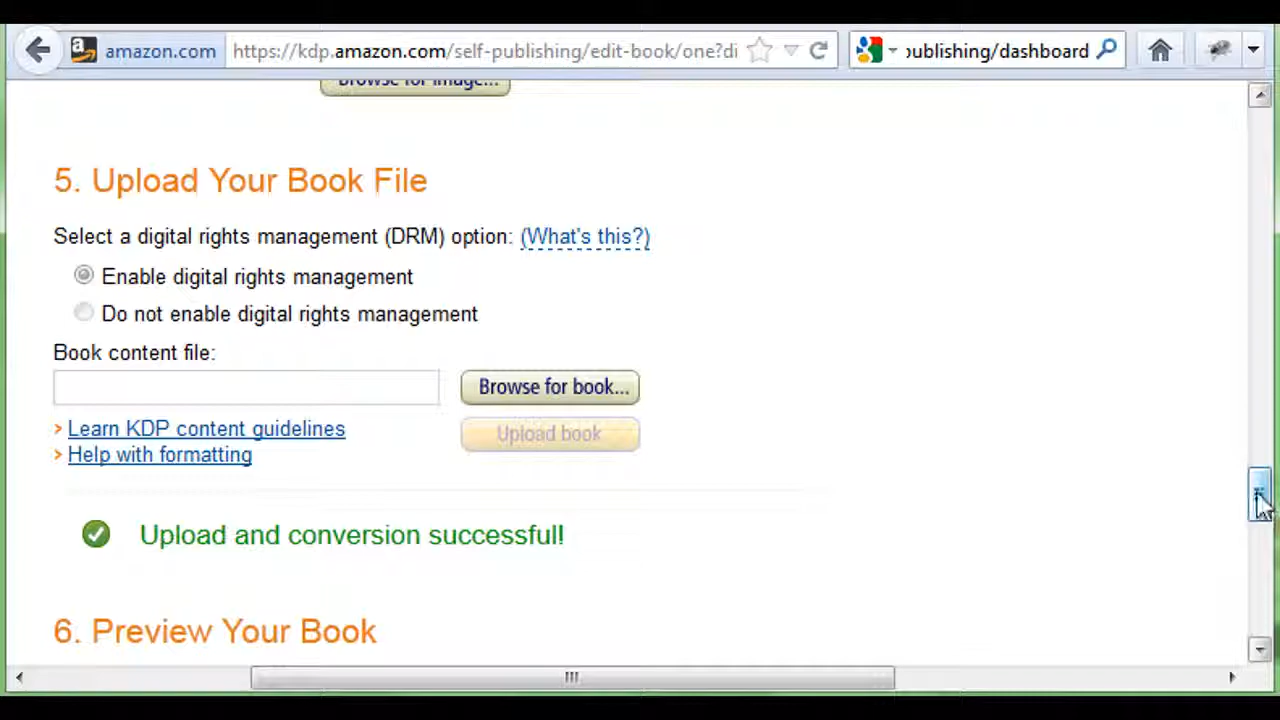 amazon.com https://kdp.amazon.com/self-publishing/edit-book/one?di publishing/dashboard
Browse for image...
5. Upload Your Book File
Select a digital rights management (DRM) option: (What's this?)
Enable digital rights management
Do not enable digital rights management
Book content file:
Browse for book...
> Learn KDP content guidelines
Upload book
> Help with formatting
Upload and conversion successful!
6. Preview Your Book